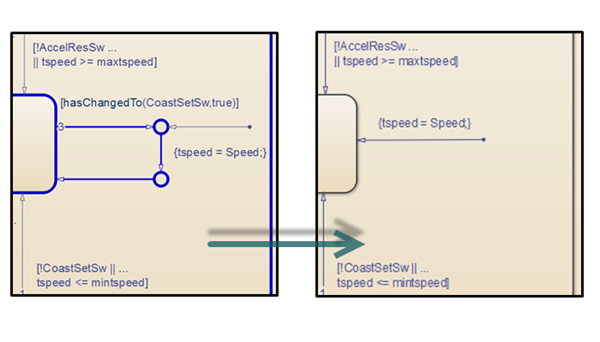 [!AccelResSw ...
|| tspeed >= maxtspeed]
[hasChangedTo(CoastSetSw,true)]
3
{tspeed = Speed;}
[!CoastSetSw || ...
tspeed <= mintspeed]
1
[!AccelResSw ...
|| tspeed >= maxtspeed]
{tspeed = Speed;}
[!CoastSetSw || ...
tspeed <= mintspeed]
1